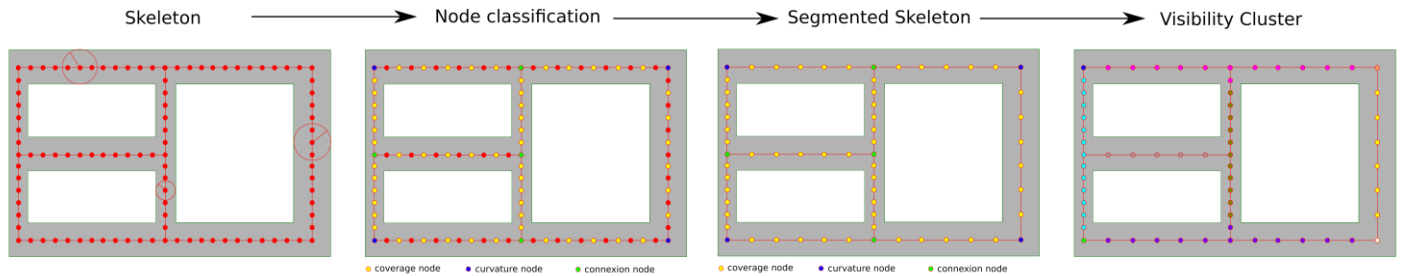 Skeleton
Node classification
Segmented Skeleton
Visibility Cluster
coverage node
curvature node
connexion node
coverage node
curvature node
connexion node